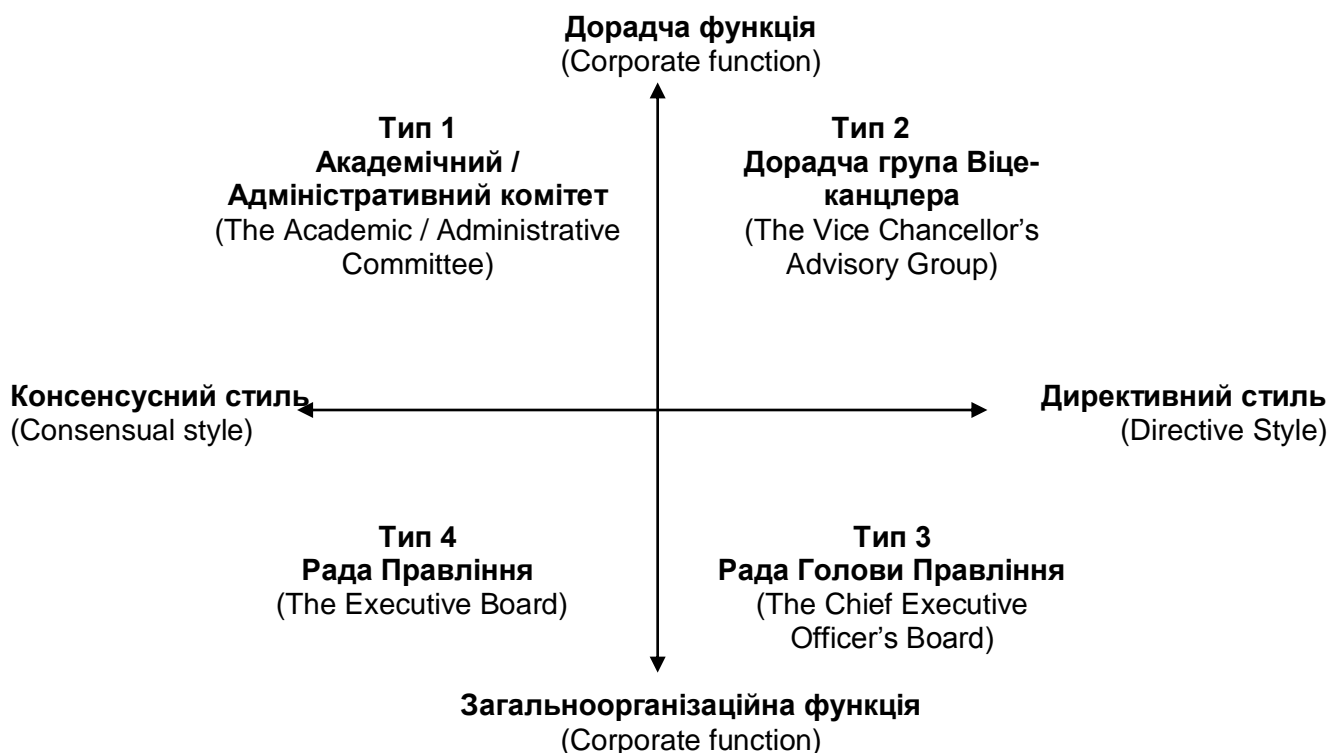 Дорадча функція
(Corporate function)
Тип 1
Академічний /
Адміністративний комітет
(The Academic / Administrative
Committee)
Тип 2
Дорадча група Віце-
канцлера
(The Vice Chancellor’s
Advisory Group)
Консенсусний стиль
(Consensual style)
Директивний стиль
(Directive Style)
Тип 4
Рада Правління
(The Executive Board)
Тип 3
Рада Голови Правління
(The Chief Executive
Officer’s Board)
Загальноорганізаційна функція
(Corporate function)